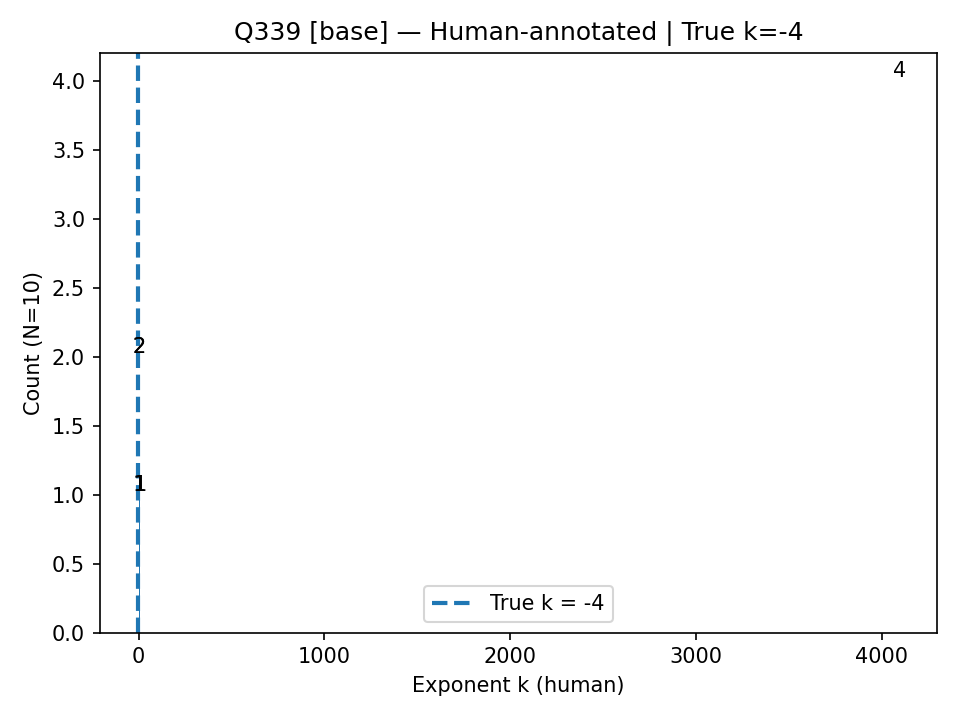 Q339 [base] — Human-annotated | True k=-4
4
4.0
3.5
3.0
2.5
2
2.0
1.5
1
1.0
0.5
0.0
Count (N=10)
True k = -4
0 1000 2000 3000 4000
Exponent k (human)